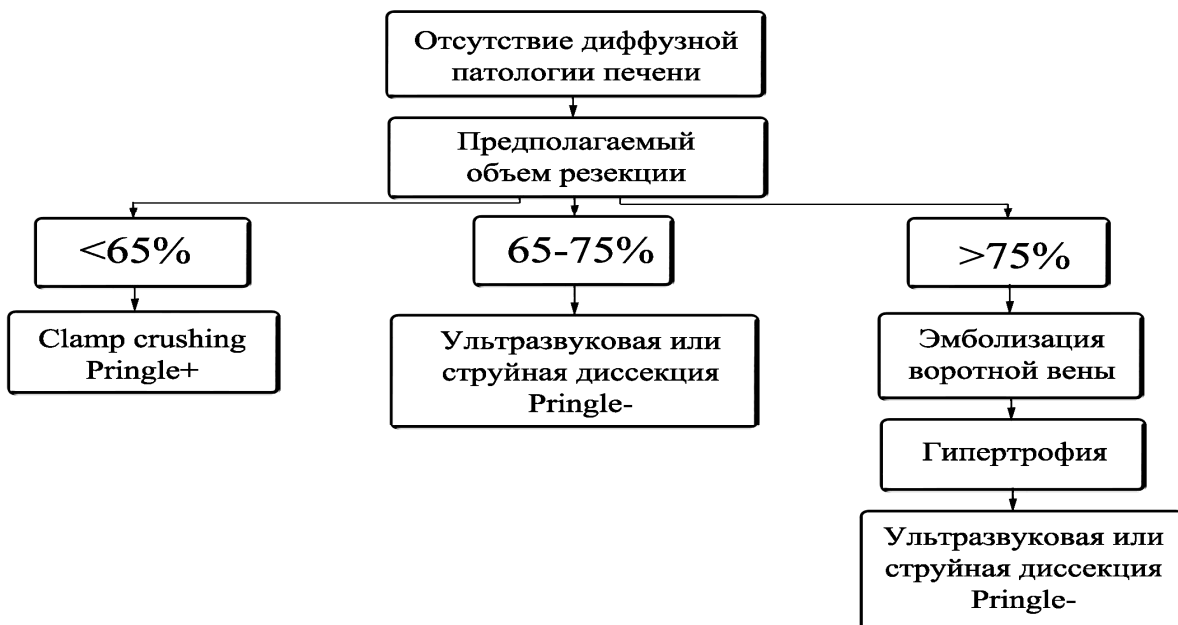 Отсутствие диффузной
патологии печени
Предполагаемый
объем резекции
<65%
65-75%
>75%
Clamp crushing
Pringle+
Ультразвуковая или
струйная диссекция
Pringle-
Эмболизация
воротной вены
Гипертрофия
Ультразвуковая или
струйная диссекция
Pringle-